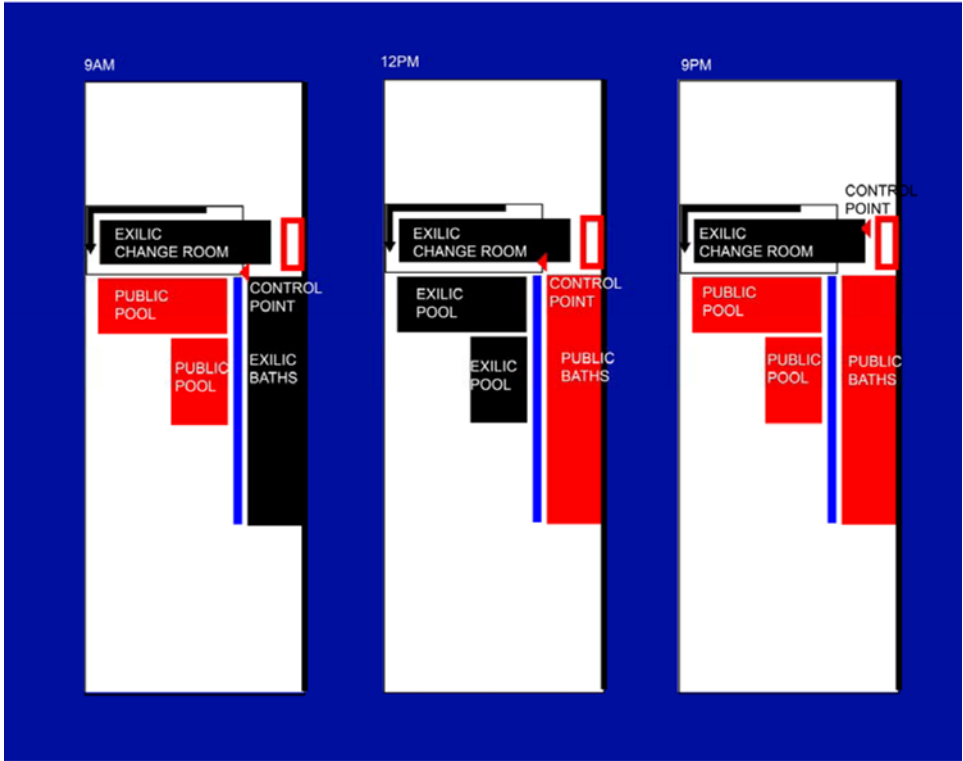 9AM
EXILIC
CHANGE ROOM
CONTROL
POINT
PUBLIC
POOL
PUBLIC
POOL
EXILIC
BATHS
12PM
EXILIC
CHANGE ROOM
CONTROL
POINT
EXILIC
POOL
EXILIC
POOL
PUBLIC
BATHS
9PM
CONTROL
POINT
EXILIC
CHANGE ROOM
PUBLIC
POOL
PUBLIC
POOL
PUBLIC
BATHS